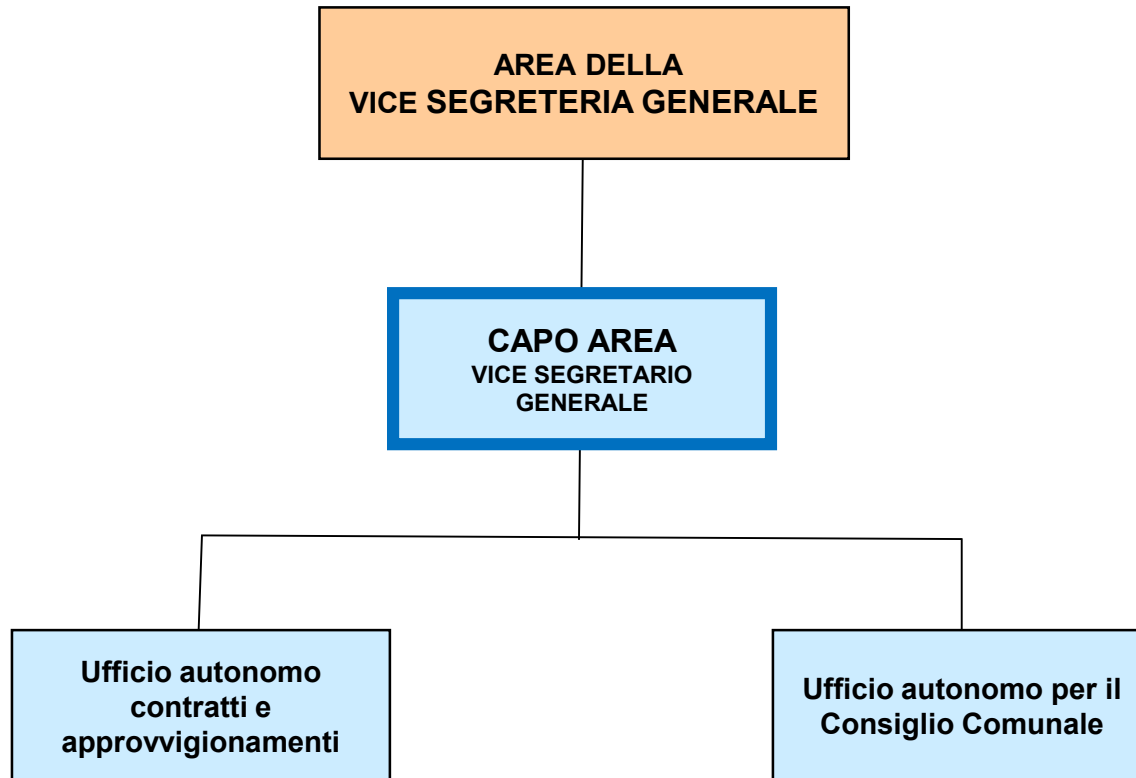 AREA DELLA
VICE SEGRETERIA GENERALE
CAPO AREA
VICE SEGRETARIO
GENERALE
Ufficio autonomo
contratti e
approvvigionamenti
Ufficio autonomo per il
Consiglio Comunale